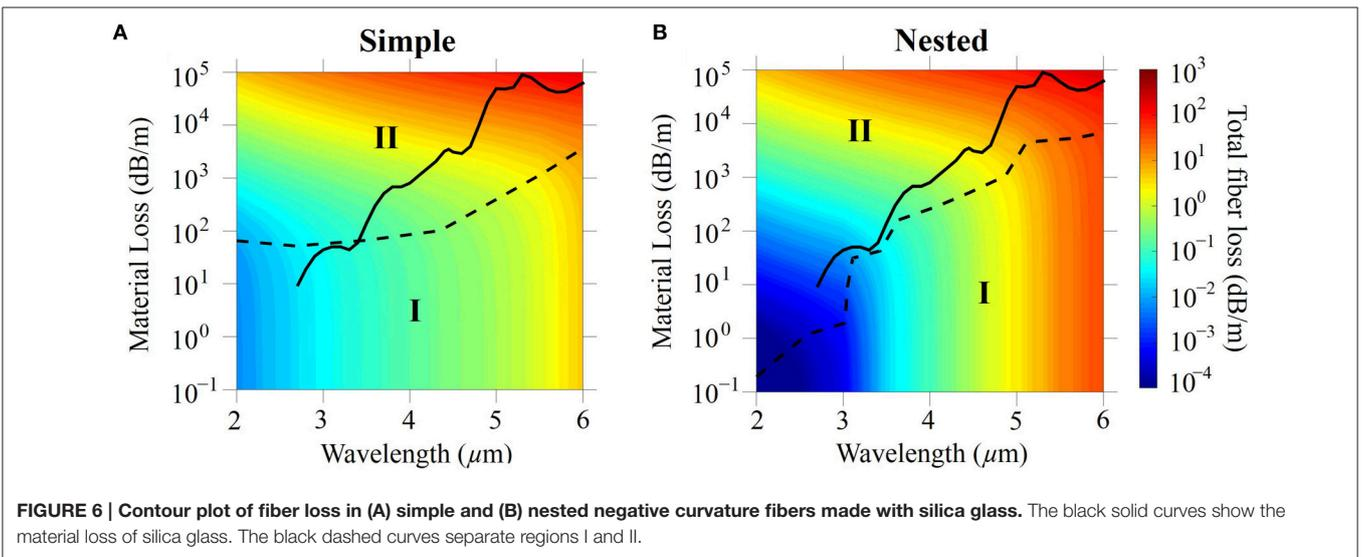 A
Simple
Material Loss (dB/m)
10^5
10^4
10^3
10^2
10^1
10^0
10^-1
II
I
2 3 4 5 6
Wavelength (μm)
B
Nested
Material Loss (dB/m)
10^5
10^4
10^3
10^2
10^1
10^0
10^-1
II
I
2 3 4 5 6
Wavelength (μm)
10^3
10^2
10^1
10^0
10^-1
10^-2
10^-3
10^-4
Total fiber loss (dB/m)
FIGURE 6 | Contour plot of fiber loss in (A) simple and (B) nested negative curvature fibers made with silica glass. The black solid curves show the
material loss of silica glass. The black dashed curves separate regions I and II.